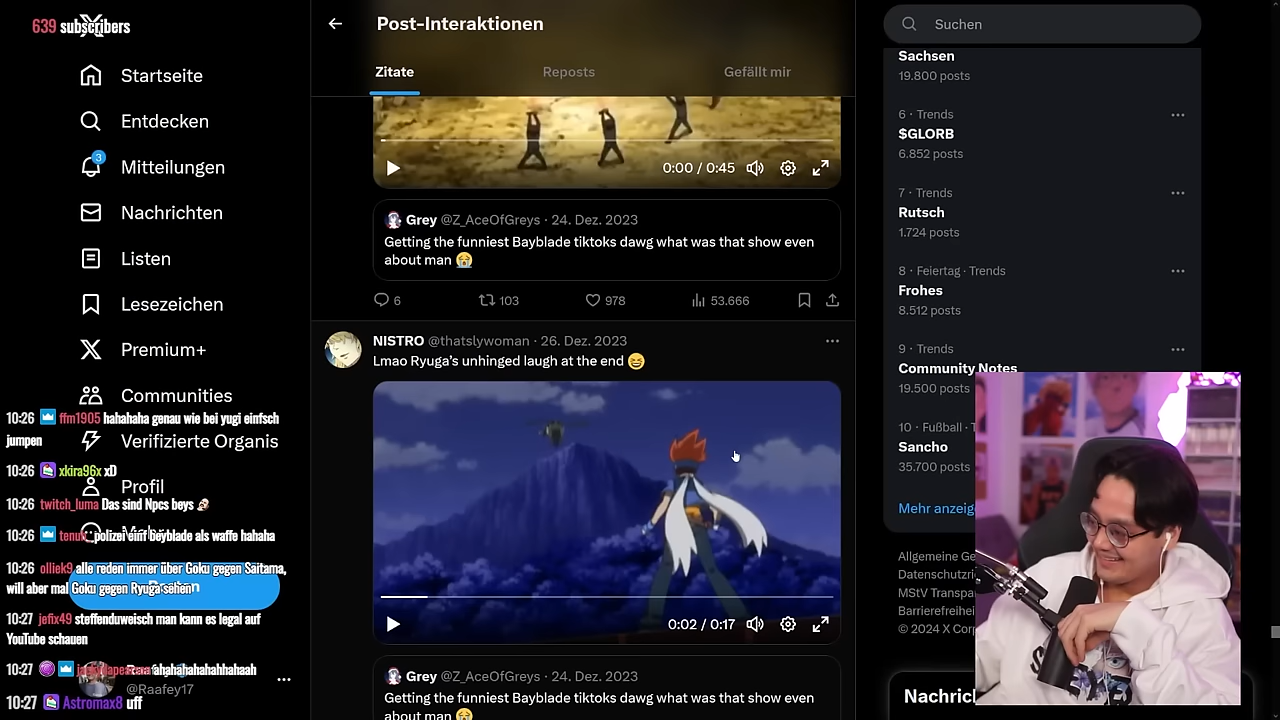 639 subscribers
Startseite
Entdecken
3
Mitteilungen
Nachrichten
Listen
Lesezeichen
Premium+
Communities
Verifizierte Organis
Profil
@Raafey17
10:26 ffm1905 hahahaha genau wie bei yugi einfsch
jumpen
10:26 xkira96x xD
10:26 twitch_luma Das sind Npcs beys
10:26 polizei einf beyblade als waffe hahaha
10:26 olliek9 alle reden immer über Goku gegen Saitama,
will aber mal Goku gegen Ryuga sehen
10:27 jefix49 steffenduweisch man kann es legal auf
YouTube schauen
10:27 ahahahahahahhahaah
10:27 Astromax8 uff
Post-Interaktionen
Zitate
Reposts
Gefällt mir
0:00 / 0:45
Grey @Z_AceOfGreys · 24. Dez. 2023
Getting the funniest Bayblade tiktoks dawg what was that show even
about man
6
103
978
53.666
NISTRO @thatslywoman · 26. Dez. 2023
Lmao Ryuga's unhinged laugh at the end
0:02 / 0:17
Grey @Z_AceOfGreys · 24. Dez. 2023
Getting the funniest Bayblade tiktoks dawg what was that show even
about man
Suchen
Sachsen
19.800 posts
6 · Trends
$GLORB
6.852 posts
7 · Trends
Rutsch
1.724 posts
8 · Feiertag · Trends
Frohes
8.512 posts
9 · Trends
Community Notes
19.500 posts
10 · Fußball · T
Sancho
35.700 posts
Mehr anzeig
Allgemeine Ge
Datenschutzri
MStV Transpa
Barrierefreihei
© 2024 X Corp
Nachric